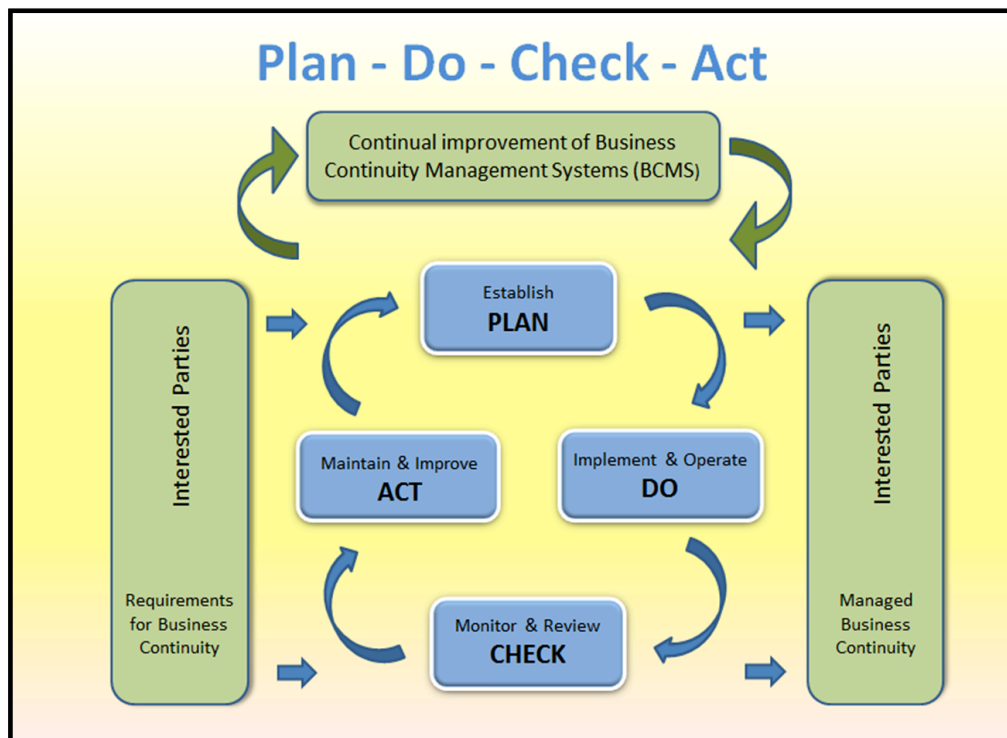 Plan - Do - Check - Act
Continual improvement of Business
Continuity Management Systems (BCMS)
Interested Parties
Requirements
for Business
Continuity
Establish
PLAN
Maintain & Improve
ACT
Implement & Operate
DO
Monitor & Review
CHECK
Interested Parties
Managed
Business
Continuity